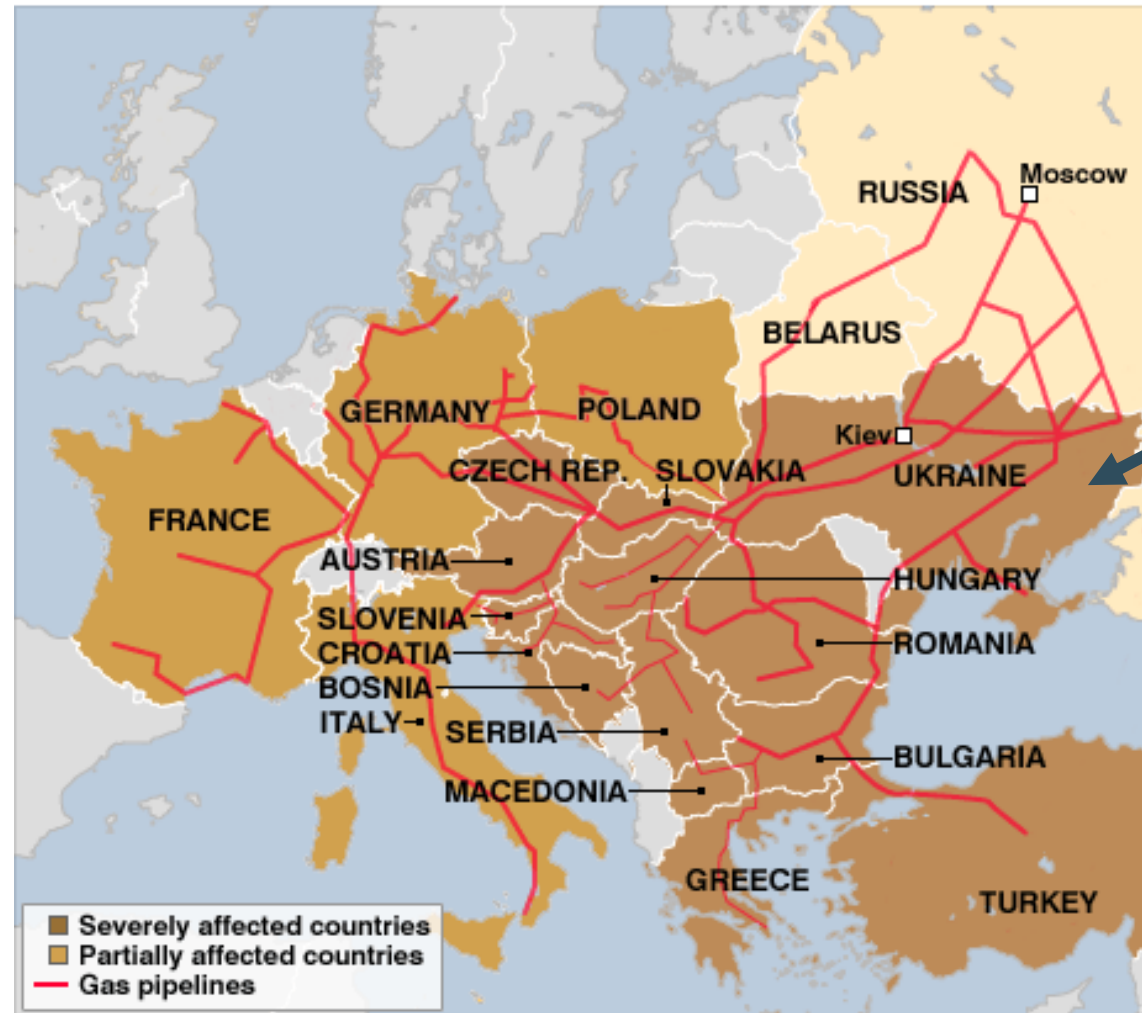 Moscow
RUSSIA
BELARUS
GERMANY
POLAND
Kiev
CZECH REP.
SLOVAKIA
UKRAINE
FRANCE
AUSTRIA
HUNGARY
SLOVENIA
ROMANIA
CROATIA
BOSNIA
ITALY
SERBIA
BULGARIA
MACEDONIA
GREECE
TURKEY
Severely affected countries
Partially affected countries
Gas pipelines